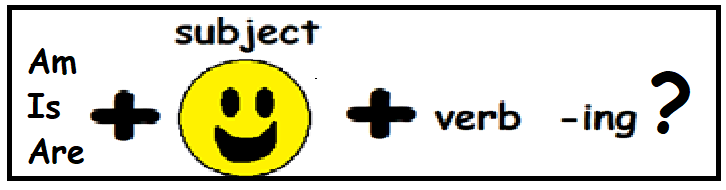 subject
Am
Is
Are
+ + verb -ing ?